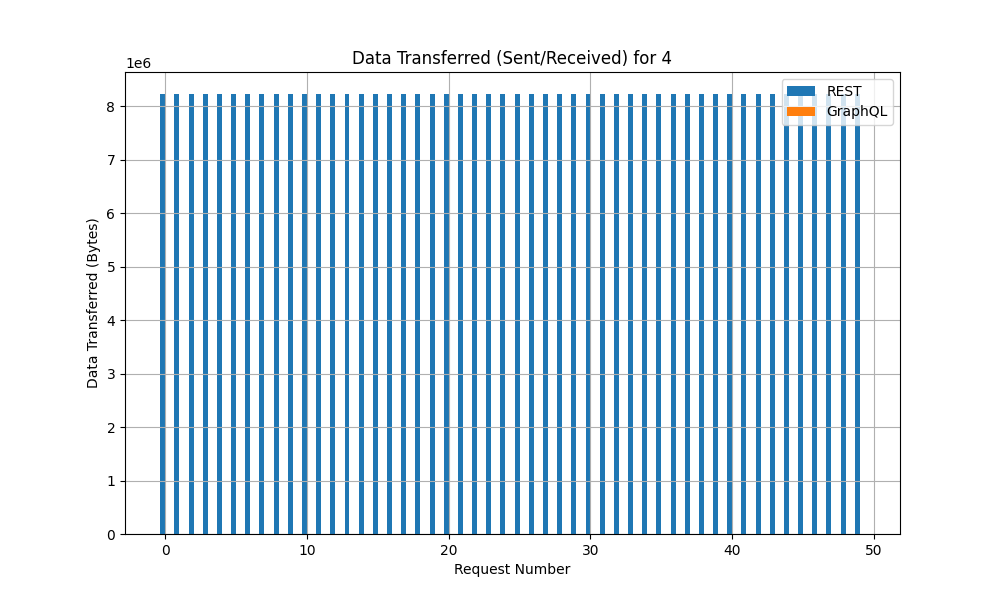 Data Transferred (Sent/Received) for 4
1e6
REST
GraphQL
8
7
6
5
4
3
2
1
0
Data Transferred (Bytes)
0 10 20 30 40 50
Request Number